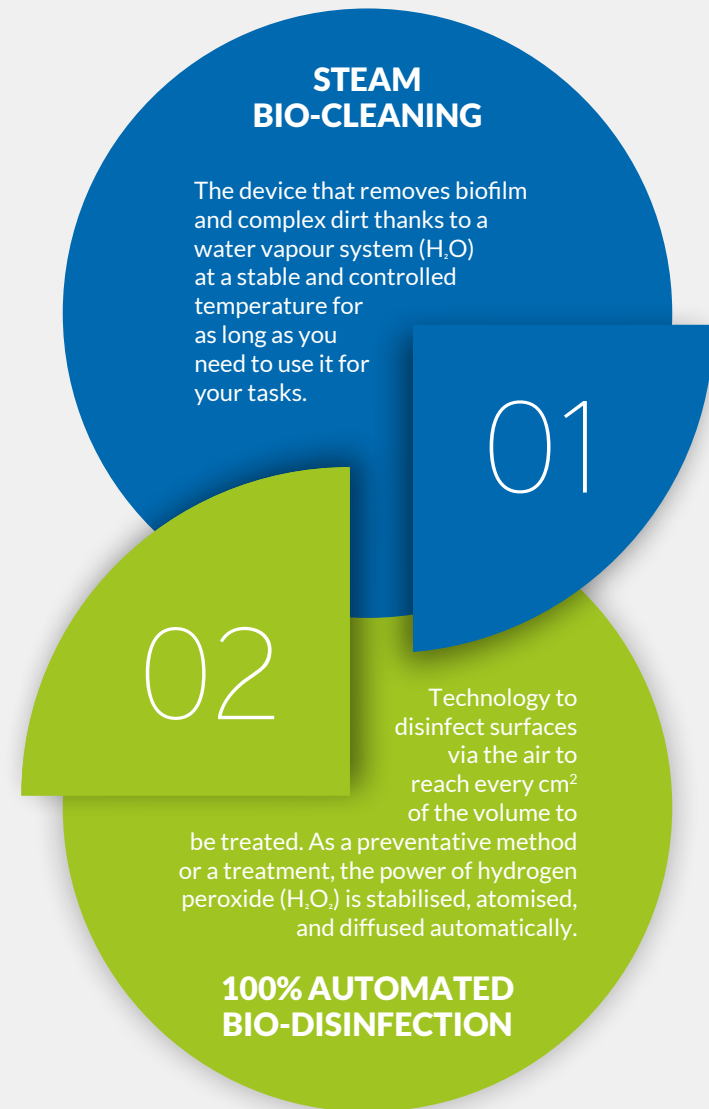 STEAM
BIO-CLEANING
The device that removes biofilm
and complex dirt thanks to a
water vapour system (H₂O)
at a stable and controlled
temperature for
as long as you
need to use it for
your tasks.
01
02
Technology to
disinfect surfaces
via the air to
reach every cm²
of the volume to
be treated. As a preventative method
or a treatment, the power of hydrogen
peroxide (H₂O₂) is stabilised, atomised,
and diffused automatically.
100% AUTOMATED
BIO-DISINFECTION